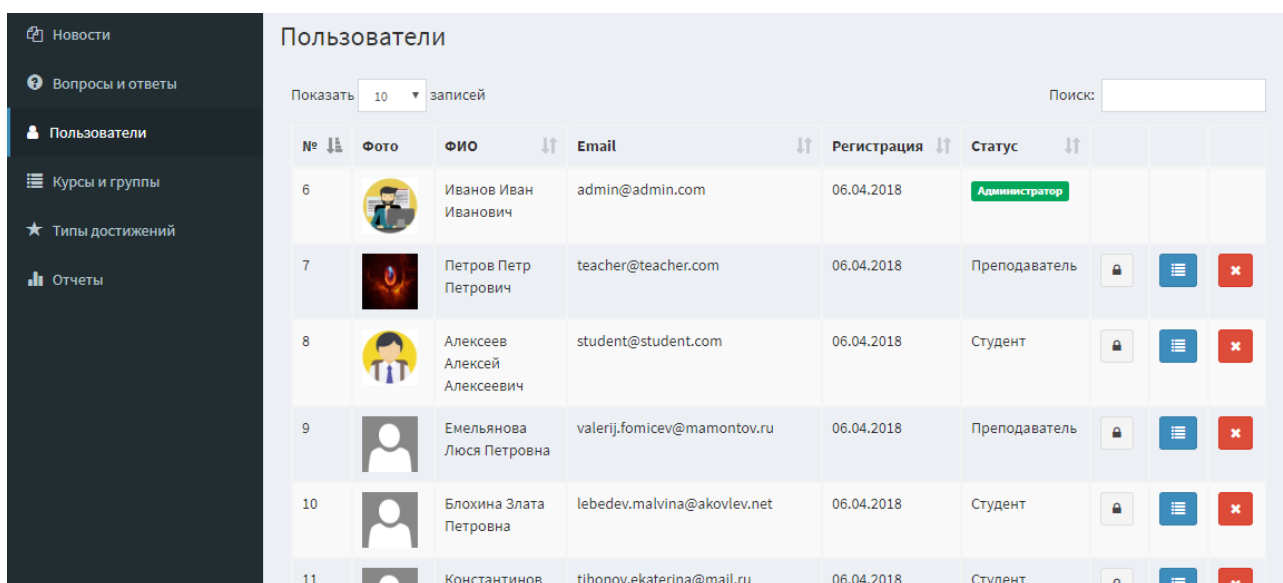 Новости
Вопросы и ответы
Пользователи
Курсы и группы
Типы достижений
Отчеты
Пользователи
Показать 10 записей
Поиск:
№ Фото ФИО Email Регистрация Статус
6 Иванов Иван admin@admin.com 06.04.2018 Администратор
Иванович
7 Петров Петр teacher@teacher.com 06.04.2018 Преподаватель
Петрович
8 Алексеев student@student.com 06.04.2018 Студент
Алексей
Алексеевич
9 Емельянова valerij.fomicev@mamontov.ru 06.04.2018 Преподаватель
Люся Петровна
10 Блохина Злата lebedev.malvina@akovlev.net 06.04.2018 Студент
Петровна
11 Константинов tihonov.ekaterina@mail.ru 06.04.2018 Студент